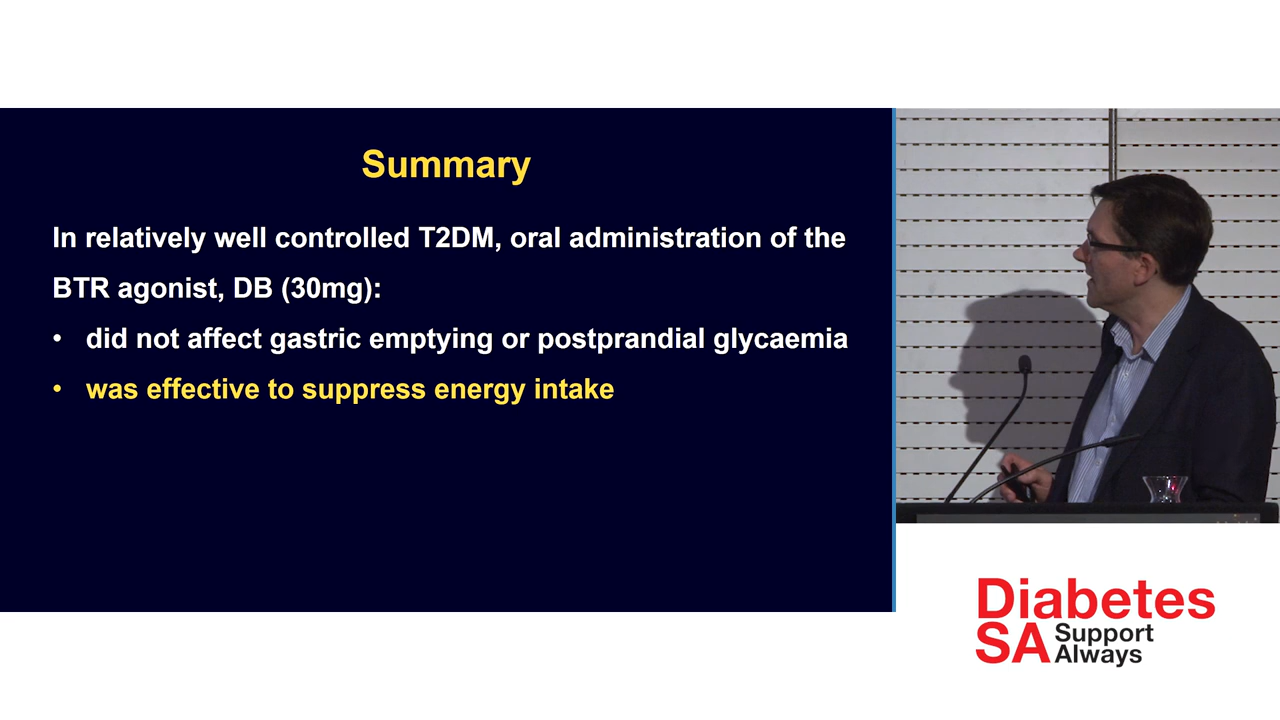 Summary
In relatively well controlled T2DM, oral administration of the
BTR agonist, DB (30mg):
• did not affect gastric emptying or postprandial glycaemia
• was effective to suppress energy intake
Diabetes
SA Support
Always